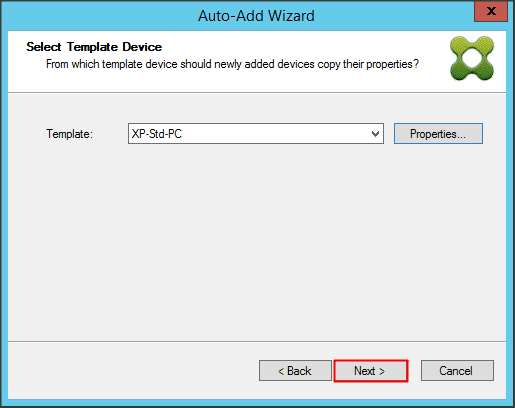 Auto-Add Wizard
x
Select Template Device
From which template device should newly added devices copy their properties?
Template:
XP-Std-PC
Properties...
< Back
Next >
Cancel